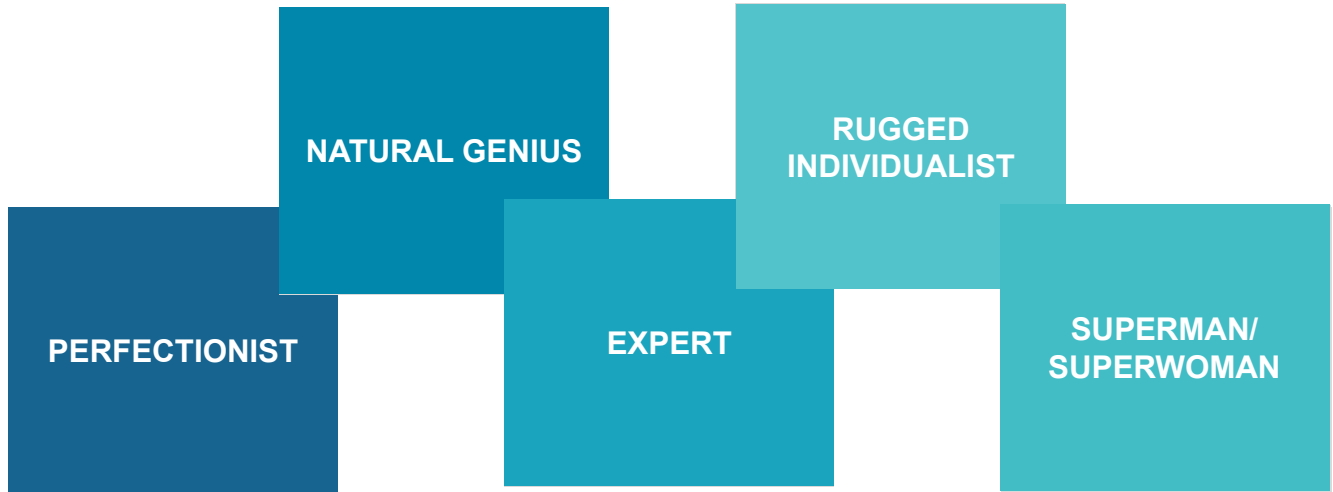 PERFECTIONIST
NATURAL GENIUS
EXPERT
RUGGED
INDIVIDUALIST
SUPERMAN/
SUPERWOMAN